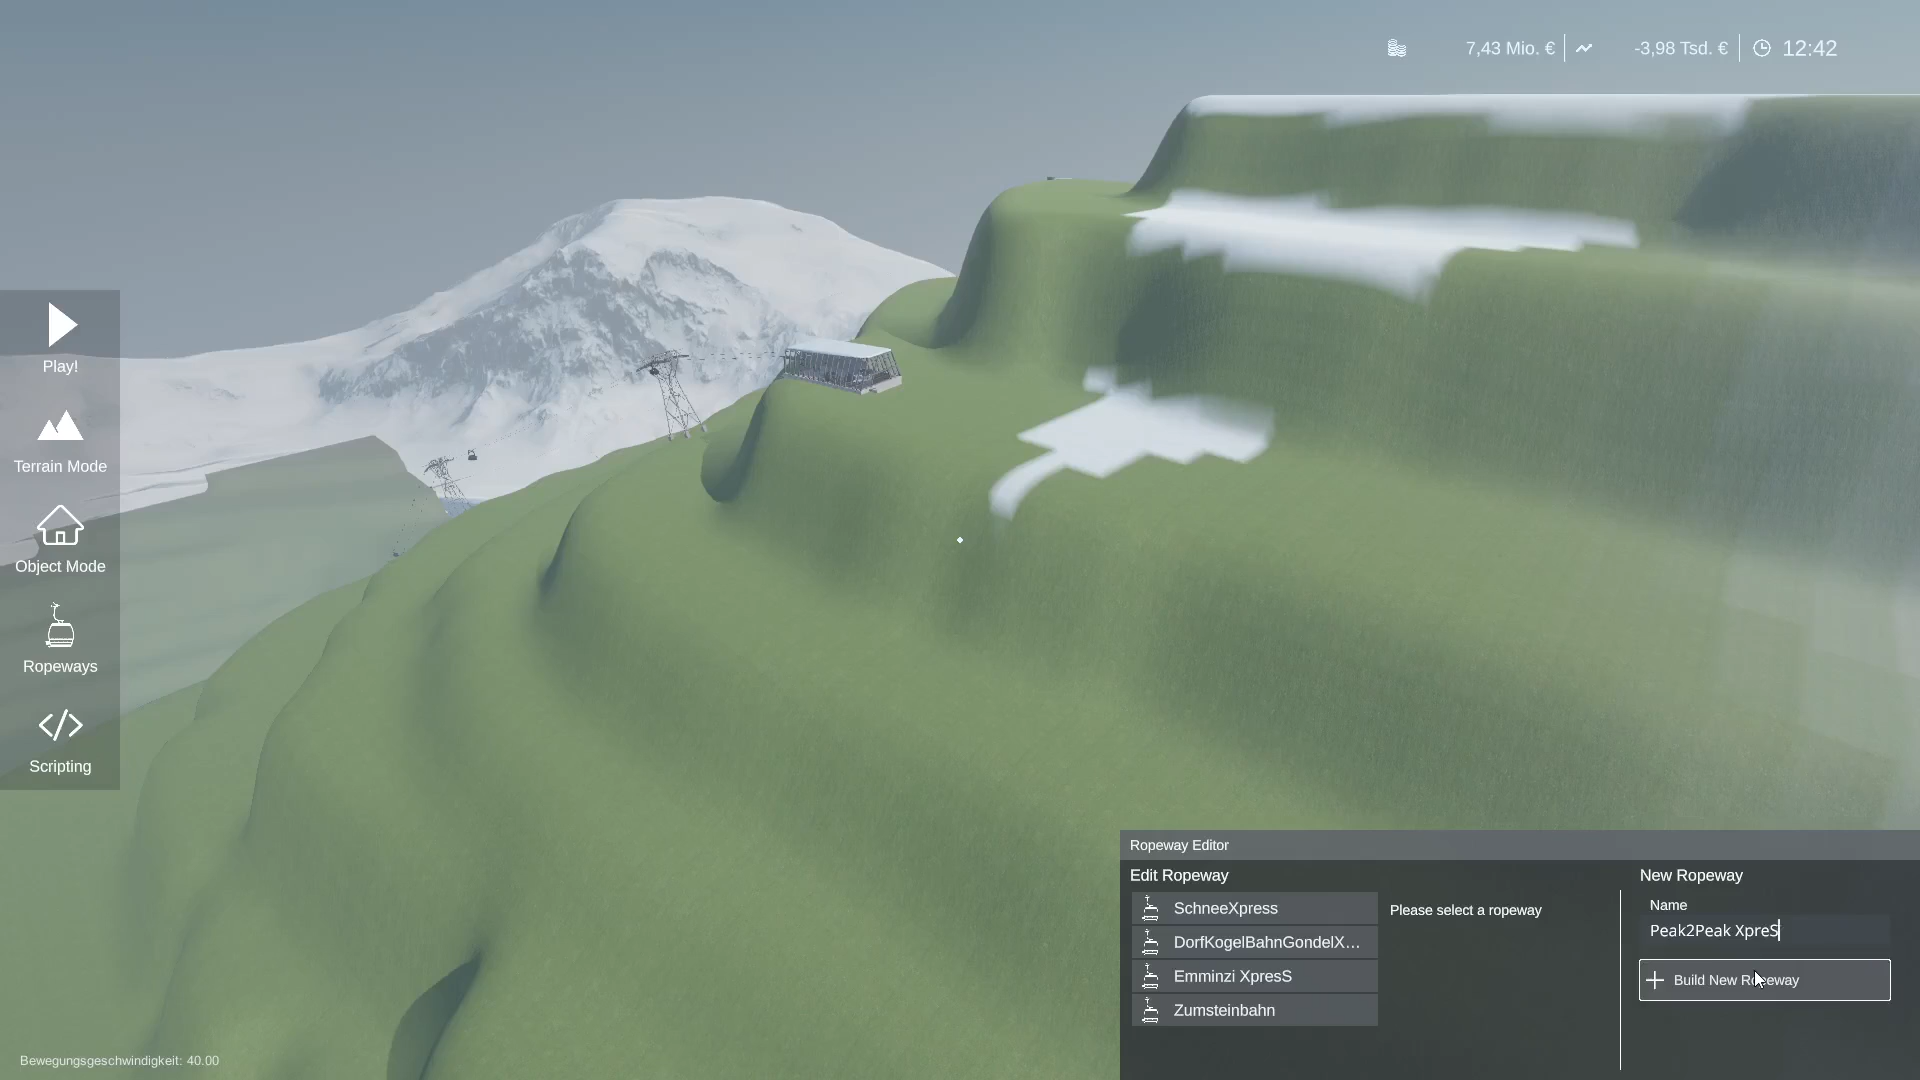 7,43 Mio. €
-3,98 Tsd. €
12:42
Play!
Terrain Mode
Object Mode
Ropeways
Scripting
Bewegungsgeschwindigkeit: 40.00
Ropeway Editor
Edit Ropeway
SchneeXpress
DorfKogelBahnGondelX...
Emminzi XpresS
Zumsteinbahn
Please select a ropeway
New Ropeway
Name
Peak2Peak XpreS
Build New Ropeway